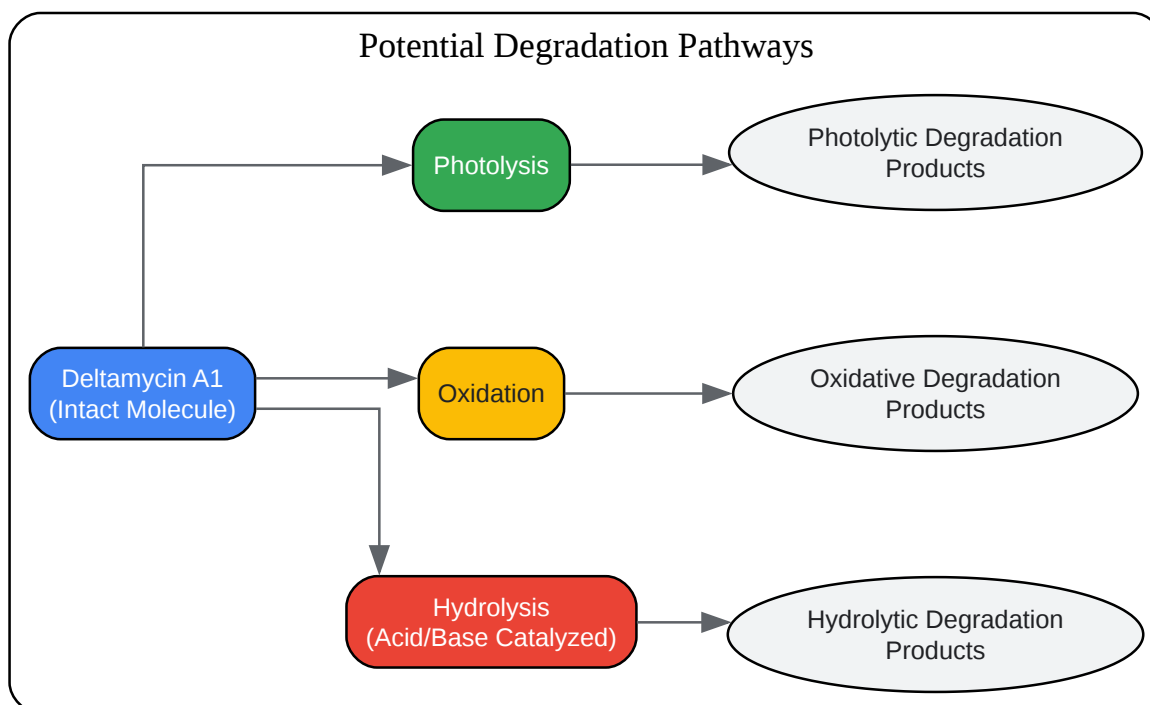 Potential Degradation Pathways
Photolysis
Photolytic Degradation
Products
Deltamycin A1
(Intact Molecule)
Oxidation
Oxidative Degradation
Products
Hydrolysis
(Acid/Base Catalyzed)
Hydrolytic Degradation
Products